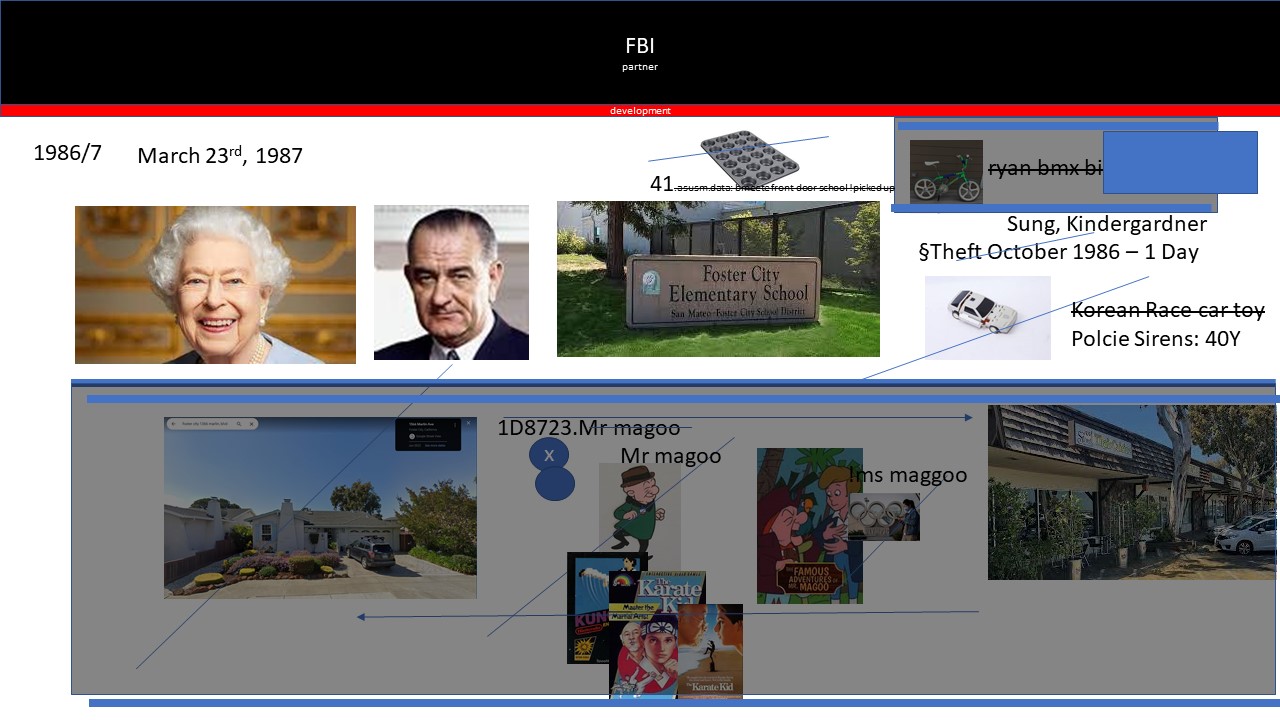 FBI
partner
development
1986/7
March 23rd, 1987
41.asusm.data: bmeete front door school !picked up
ryan bmx bi
Sung, Kindergardner
§Theft October 1986 – 1 Day
Foster City
Elementary School
San Mateo-Foster City School District
Korean Race car toy
Polcie Sirens: 40Y
1D8723.Mr magoo
X
Mr magoo
!ms maggoo
KUN
The Karate Kid
Master the
Martial Arts!
The Karate Kid
THE
FAMOUS
ADVENTURES OF
MR. MAGOO